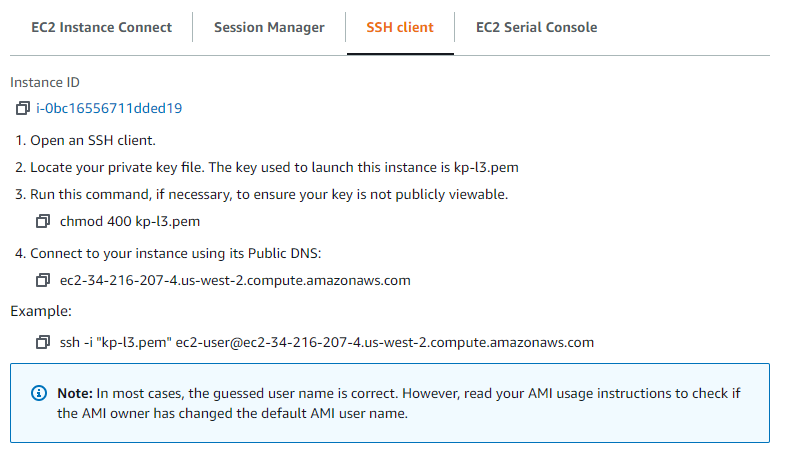 EC2 Instance Connect Session Manager SSH client EC2 Serial Console
Instance ID
i-0bc16556711dded19
1. Open an SSH client.
2. Locate your private key file. The key used to launch this instance is kp-l3.pem
3. Run this command, if necessary, to ensure your key is not publicly viewable.
chmod 400 kp-l3.pem
4. Connect to your instance using its Public DNS:
ec2-34-216-207-4.us-west-2.compute.amazonaws.com
Example:
ssh -i "kp-l3.pem" ec2-user@ec2-34-216-207-4.us-west-2.compute.amazonaws.com
Note: In most cases, the guessed user name is correct. However, read your AMI usage instructions to check if
the AMI owner has changed the default AMI user name.